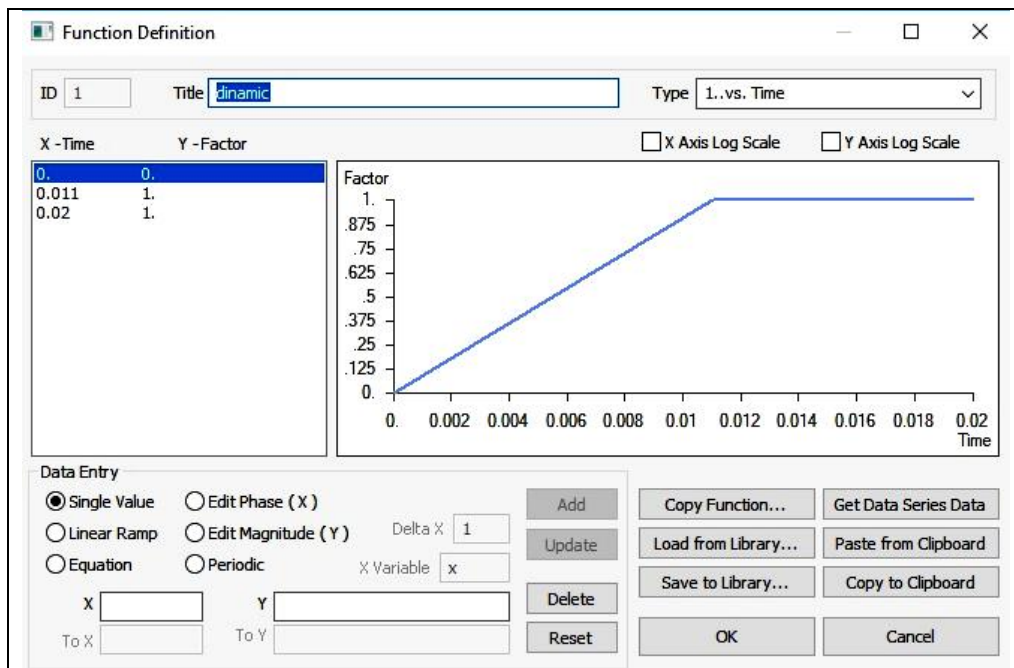 Function Definition
ID 1 Title dinamic Type 1..vs. Time
X -Time Y -Factor X Axis Log Scale Y Axis Log Scale
0. 0.
0.011 1.
0.02 1.
Factor
1.
.875
.75
.625
.5
.375
.25
.125
0.
0. 0.002 0.004 0.006 0.008 0.01 0.012 0.014 0.016 0.018 0.02
Time
Data Entry
Single Value Edit Phase ( X )
Linear Ramp Edit Magnitude ( Y ) Delta X 1
Equation Periodic X Variable x
X Y
To X To Y
Add
Update
Delete
Reset
Copy Function... Get Data Series Data
Load from Library... Paste from Clipboard
Save to Library... Copy to Clipboard
OK Cancel